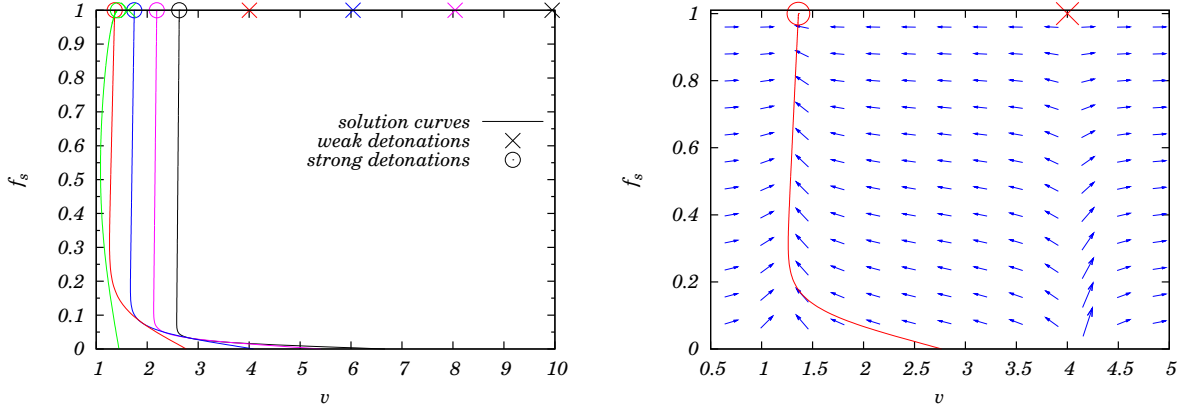 1
0.9
0.8
0.7
0.6
0.5
0.4
0.3
0.2
0.1
0
f_s
solution curves
weak detonations
strong detonations
1 2 3 4 5 6 7 8 9 10
v
1
0.8
0.6
0.4
0.2
0
f_s
0.5 1 1.5 2 2.5 3 3.5 4 4.5 5
v